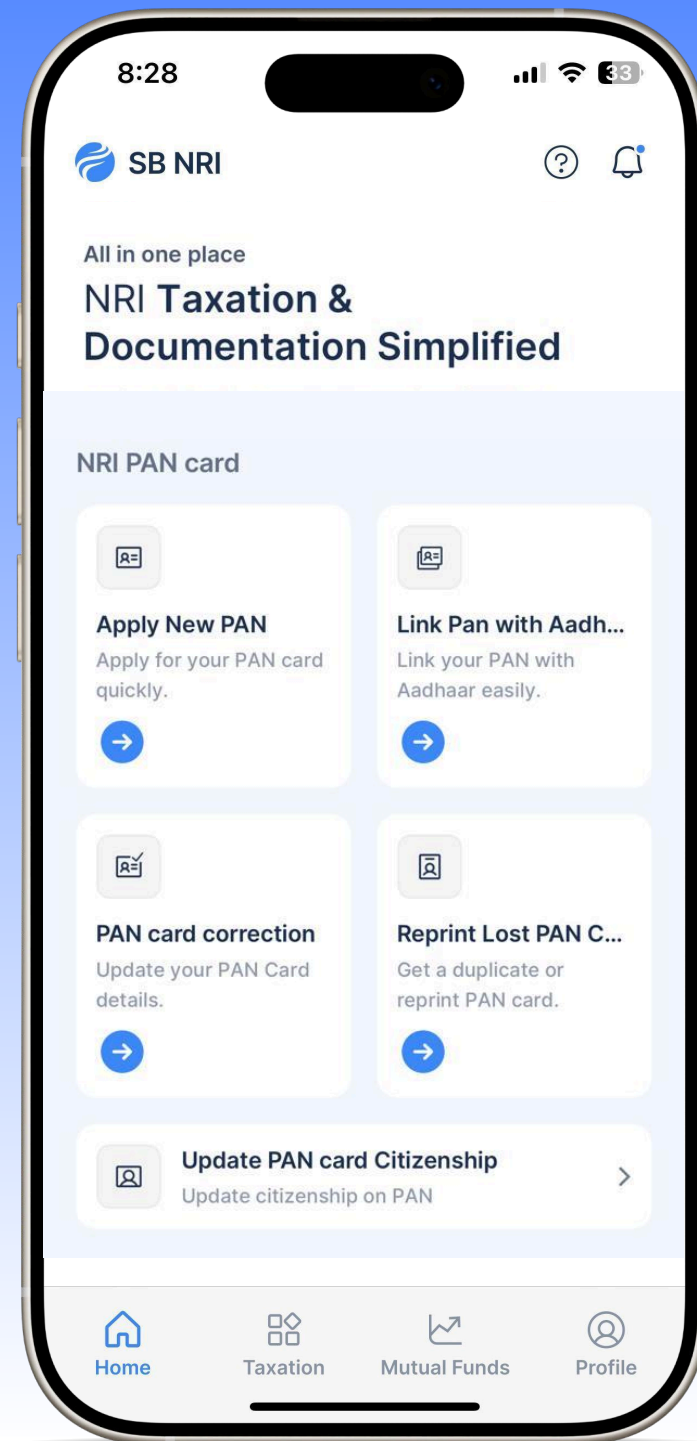 8:28
33
SB NRI
All in one place
NRI Taxation &
Documentation Simplified
NRI PAN card
Apply New PAN
Apply for your PAN card
quickly.
Link Pan with Aadh...
Link your PAN with
Aadhaar easily.
PAN card correction
Update your PAN Card
details.
Reprint Lost PAN C...
Get a duplicate or
reprint PAN card.
Update PAN card Citizenship
Update citizenship on PAN
Home
Taxation
Mutual Funds
Profile